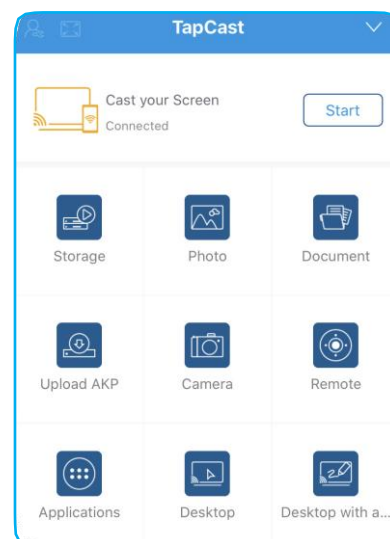 TapCast
Cast your Screen
Connected
Start
Storage
Photo
Document
Upload AKP
Camera
Remote
Applications
Desktop
Desktop with a...